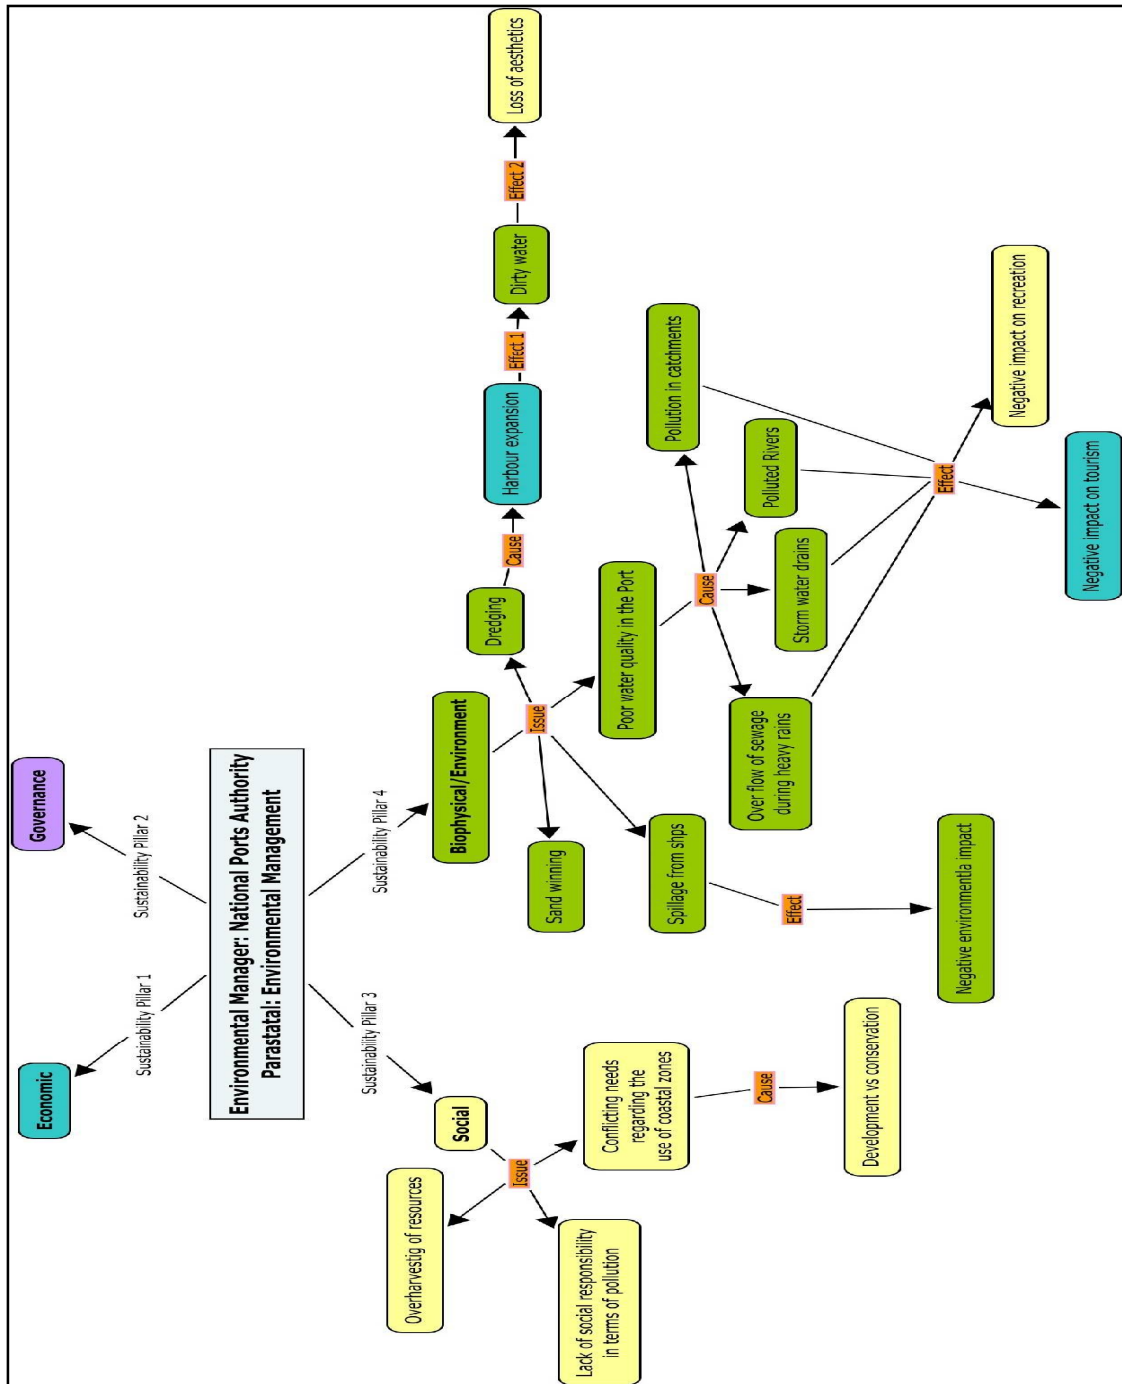 Economic
Governance
Sustainability Pillar 1
Sustainability Pillar 2
Environmental Manager: National Ports Authority
Parastatal: Environmental Management
Sustainability Pillar 3
Sustainability Pillar 4
Social
Issue
Overharvestig of resources
Lack of social responsibility
in terms of pollution
Conflicting needs
regarding the
use of coastal zones
Cause
Development vs conservation
Biophysical/Environment
Issue
Sand winning
Spillage from shps
Effect
Negative environmentla impact
Dredging
Cause
Harbour expansion
Effect 1
Dirty water
Effect 2
Loss of aesthetics
Poor water quality in the Port
Cause
Over flow of sewage
during heavy rains
Storm water drains
Polluted Rivers
Pollution in catchments
Effect
Negative impact on tourism
Negative impact on recreation